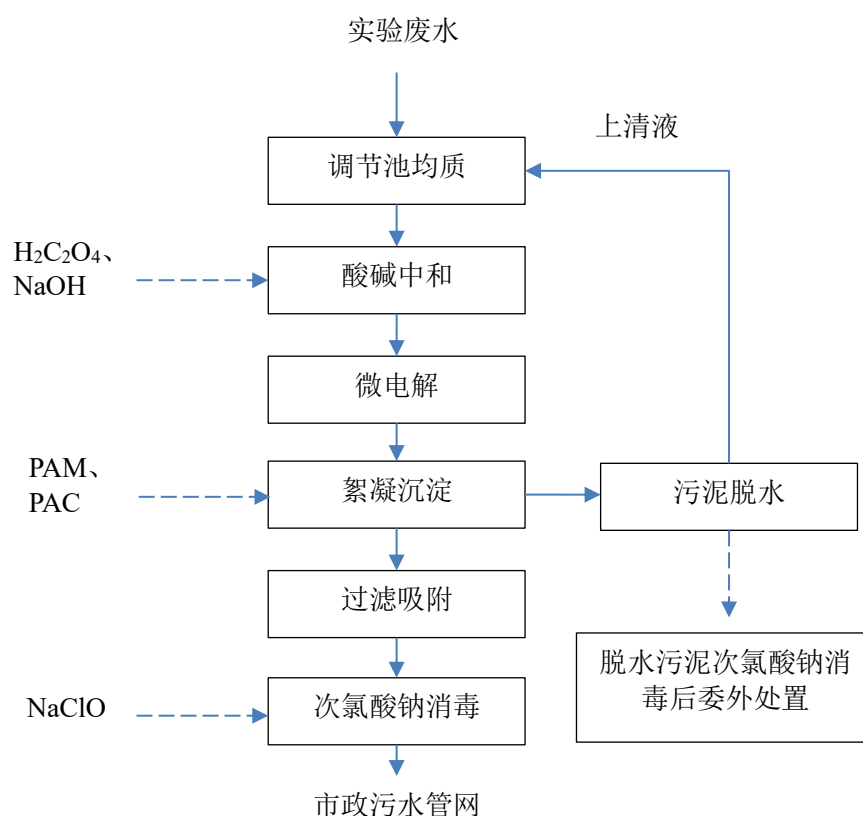 实验废水
上清液
调节池均质
H₂C₂O₄、
NaOH
酸碱中和
微电解
PAM、
PAC
絮凝沉淀
污泥脱水
过滤吸附
脱水污泥次氯酸钠消
毒后委外处置
NaClO
次氯酸钠消毒
市政污水管网